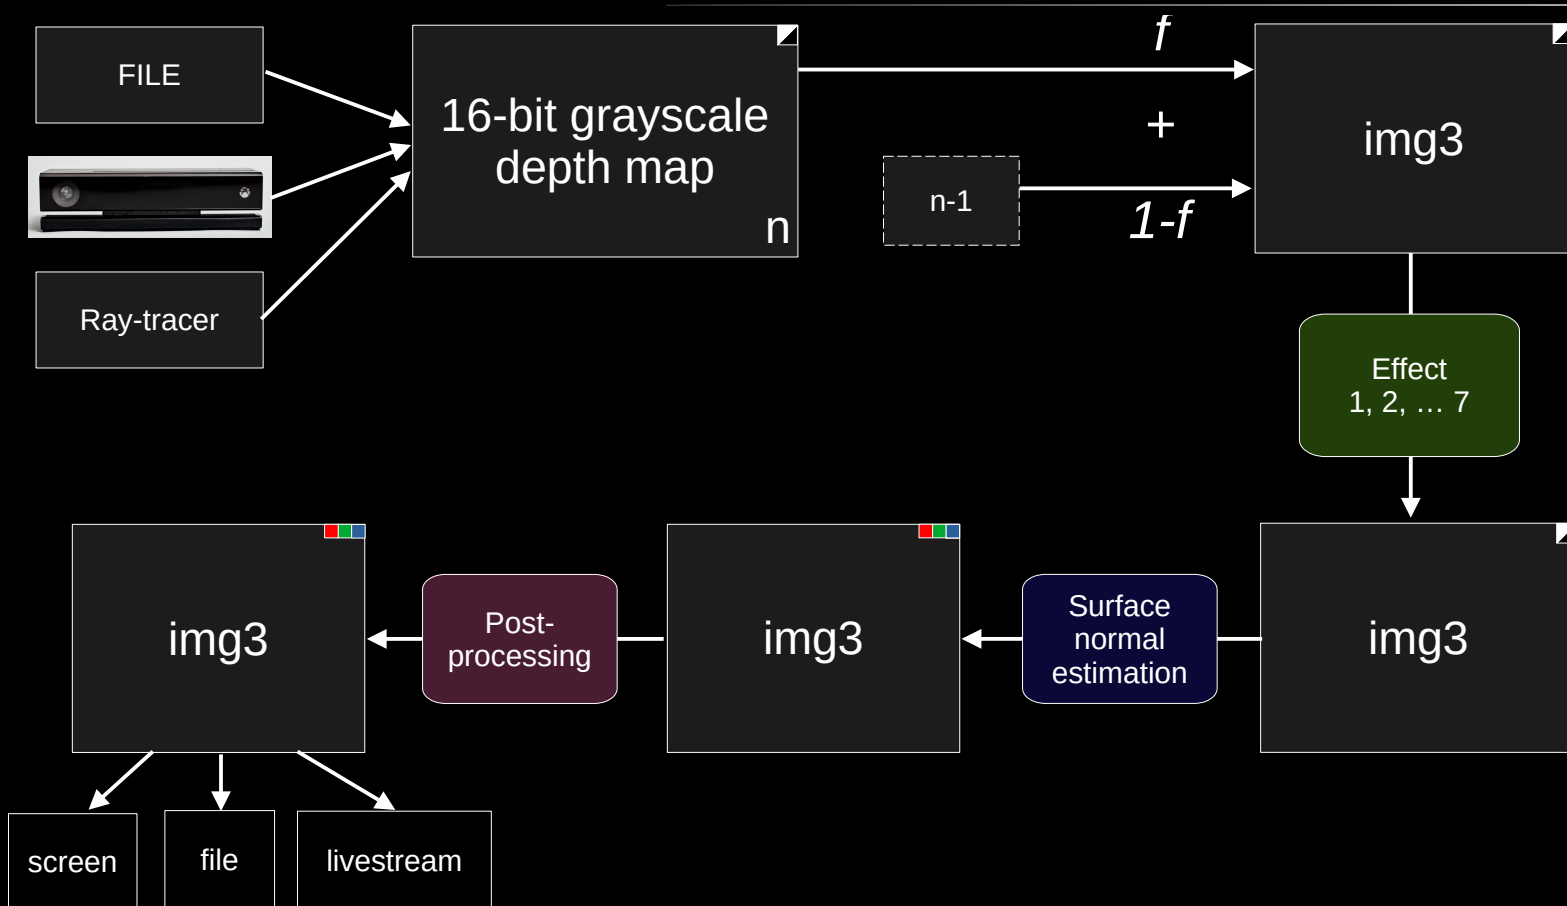 FILE
16-bit grayscale
depth map
n
f
+
n-1
1-f
img3
Ray-tracer
Effect
1, 2, … 7
img3
Post-
processing
img3
Surface
normal
estimation
img3
screen
file
livestream